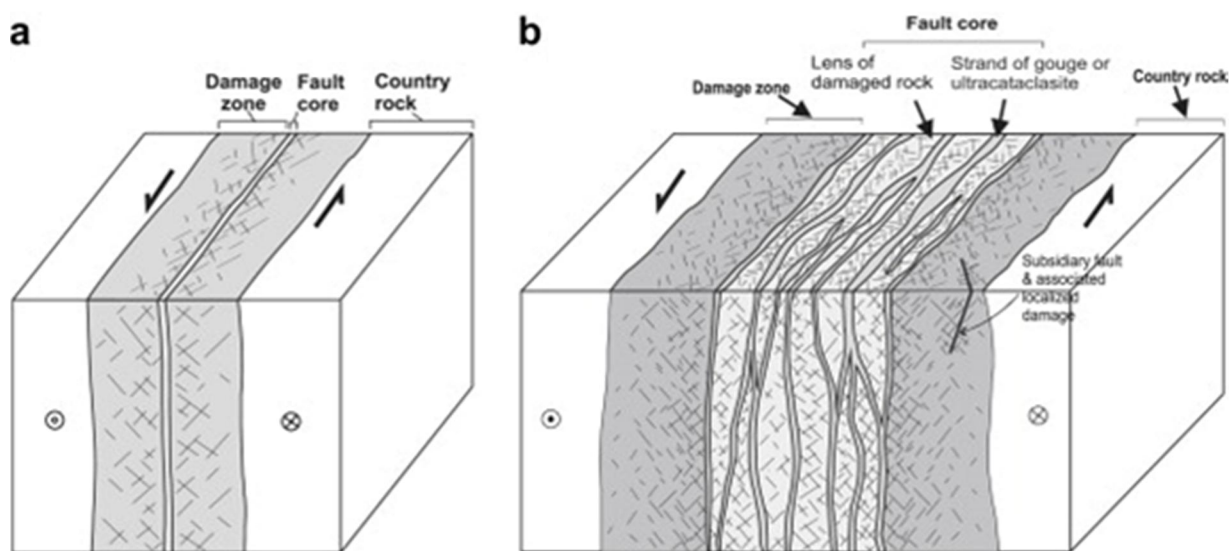 a
Damage
zone
Fault
core
Country
rock
b
Fault core
Damage zone
Lens of
damaged rock
Strand of gouge or
ultracataclasite
Country rock
Subsidiary fault
& associated
localized
damage